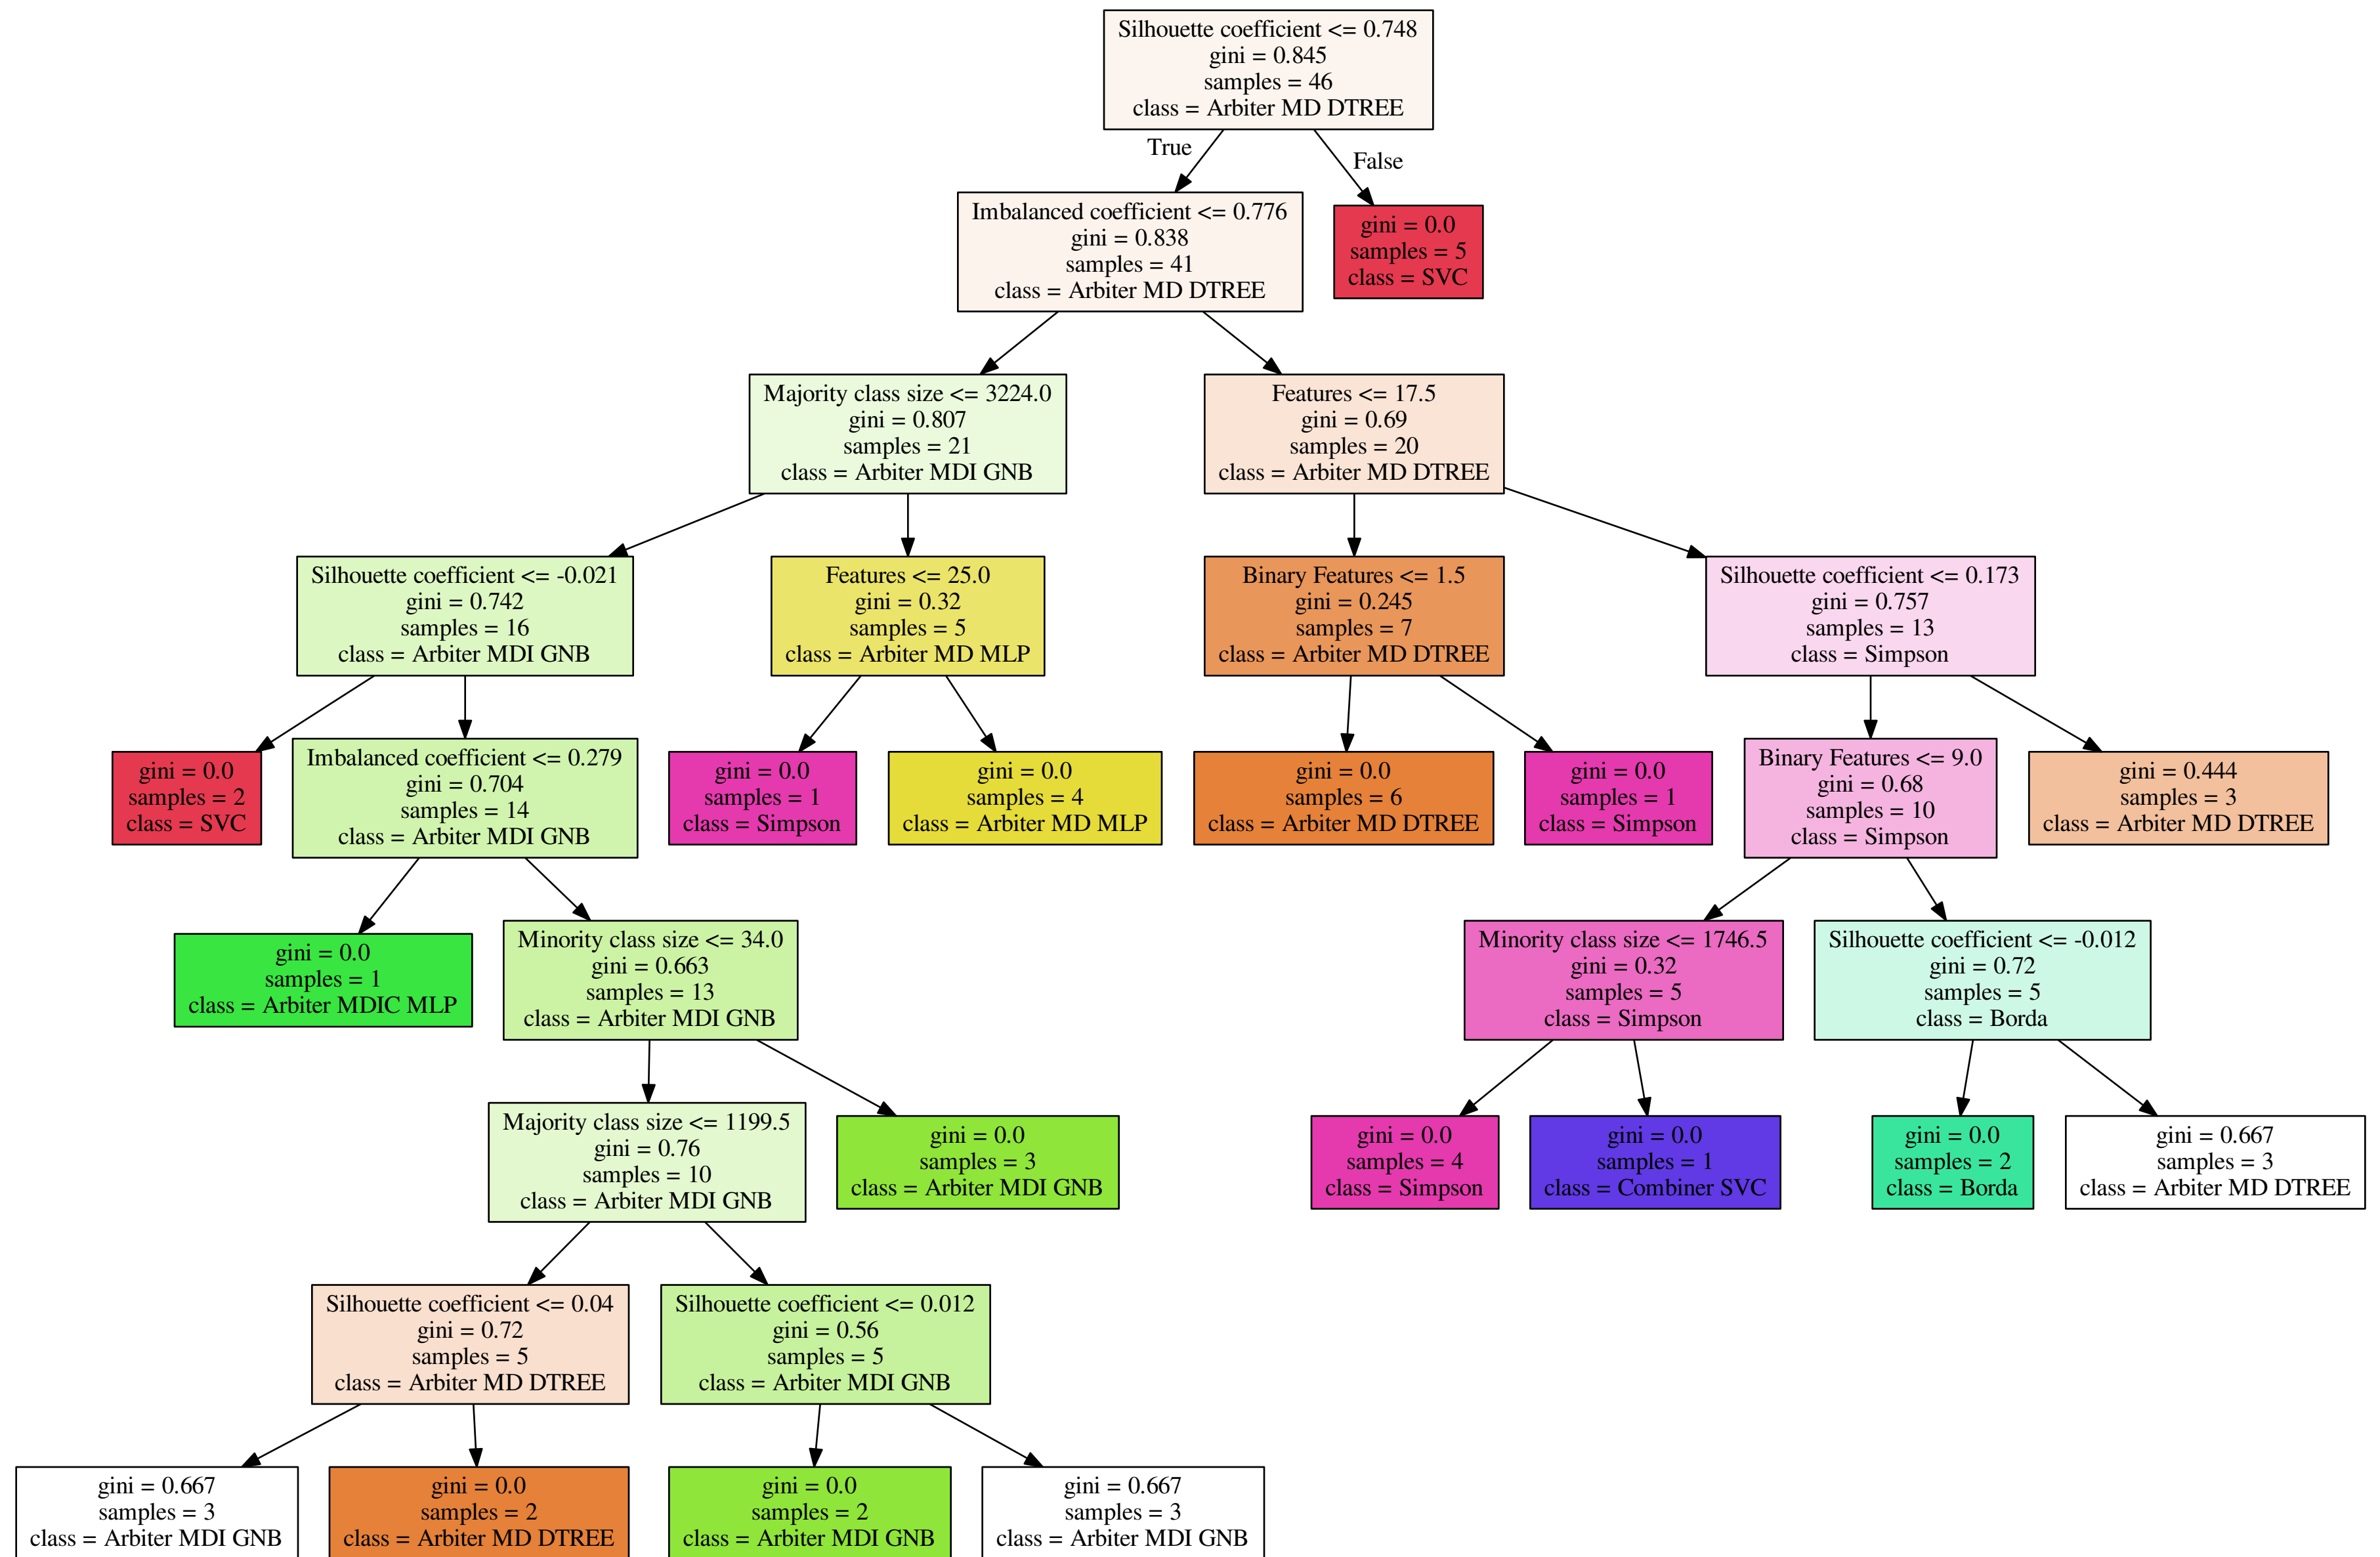 Silhouette coefficient <= 0.748
gini = 0.845
samples = 46
class = Arbiter MD DTREE
True
False
Imbalanced coefficient <= 0.776
gini = 0.838
samples = 41
class = Arbiter MD DTREE
gini = 0.0
samples = 5
class = SVC
Majority class size <= 3224.0
gini = 0.807
samples = 21
class = Arbiter MDI GNB
Features <= 17.5
gini = 0.69
samples = 20
class = Arbiter MD DTREE
Silhouette coefficient <= -0.021
gini = 0.742
samples = 16
class = Arbiter MDI GNB
Features <= 25.0
gini = 0.32
samples = 5
class = Arbiter MD MLP
Binary Features <= 1.5
gini = 0.245
samples = 7
class = Arbiter MD DTREE
Silhouette coefficient <= 0.173
gini = 0.757
samples = 13
class = Simpson
gini = 0.0
samples = 2
class = SVC
Imbalanced coefficient <= 0.279
gini = 0.704
samples = 14
class = Arbiter MDI GNB
gini = 0.0
samples = 1
class = Simpson
gini = 0.0
samples = 4
class = Arbiter MD MLP
gini = 0.0
samples = 6
class = Arbiter MD DTREE
gini = 0.0
samples = 1
class = Simpson
Binary Features <= 9.0
gini = 0.68
samples = 10
class = Simpson
gini = 0.444
samples = 3
class = Arbiter MD DTREE
gini = 0.0
samples = 1
class = Arbiter MDIC MLP
Minority class size <= 34.0
gini = 0.663
samples = 13
class = Arbiter MDI GNB
Minority class size <= 1746.5
gini = 0.32
samples = 5
class = Simpson
Silhouette coefficient <= -0.012
gini = 0.72
samples = 5
class = Borda
Majority class size <= 1199.5
gini = 0.76
samples = 10
class = Arbiter MDI GNB
gini = 0.0
samples = 3
class = Arbiter MDI GNB
gini = 0.0
samples = 4
class = Simpson
gini = 0.0
samples = 1
class = Combiner SVC
gini = 0.0
samples = 2
class = Borda
gini = 0.667
samples = 3
class = Arbiter MD DTREE
Silhouette coefficient <= 0.04
gini = 0.72
samples = 5
class = Arbiter MD DTREE
Silhouette coefficient <= 0.012
gini = 0.56
samples = 5
class = Arbiter MDI GNB
gini = 0.667
samples = 3
class = Arbiter MDI GNB
gini = 0.0
samples = 2
class = Arbiter MD DTREE
gini = 0.0
samples = 2
class = Arbiter MDI GNB
gini = 0.667
samples = 3
class = Arbiter MDI GNB